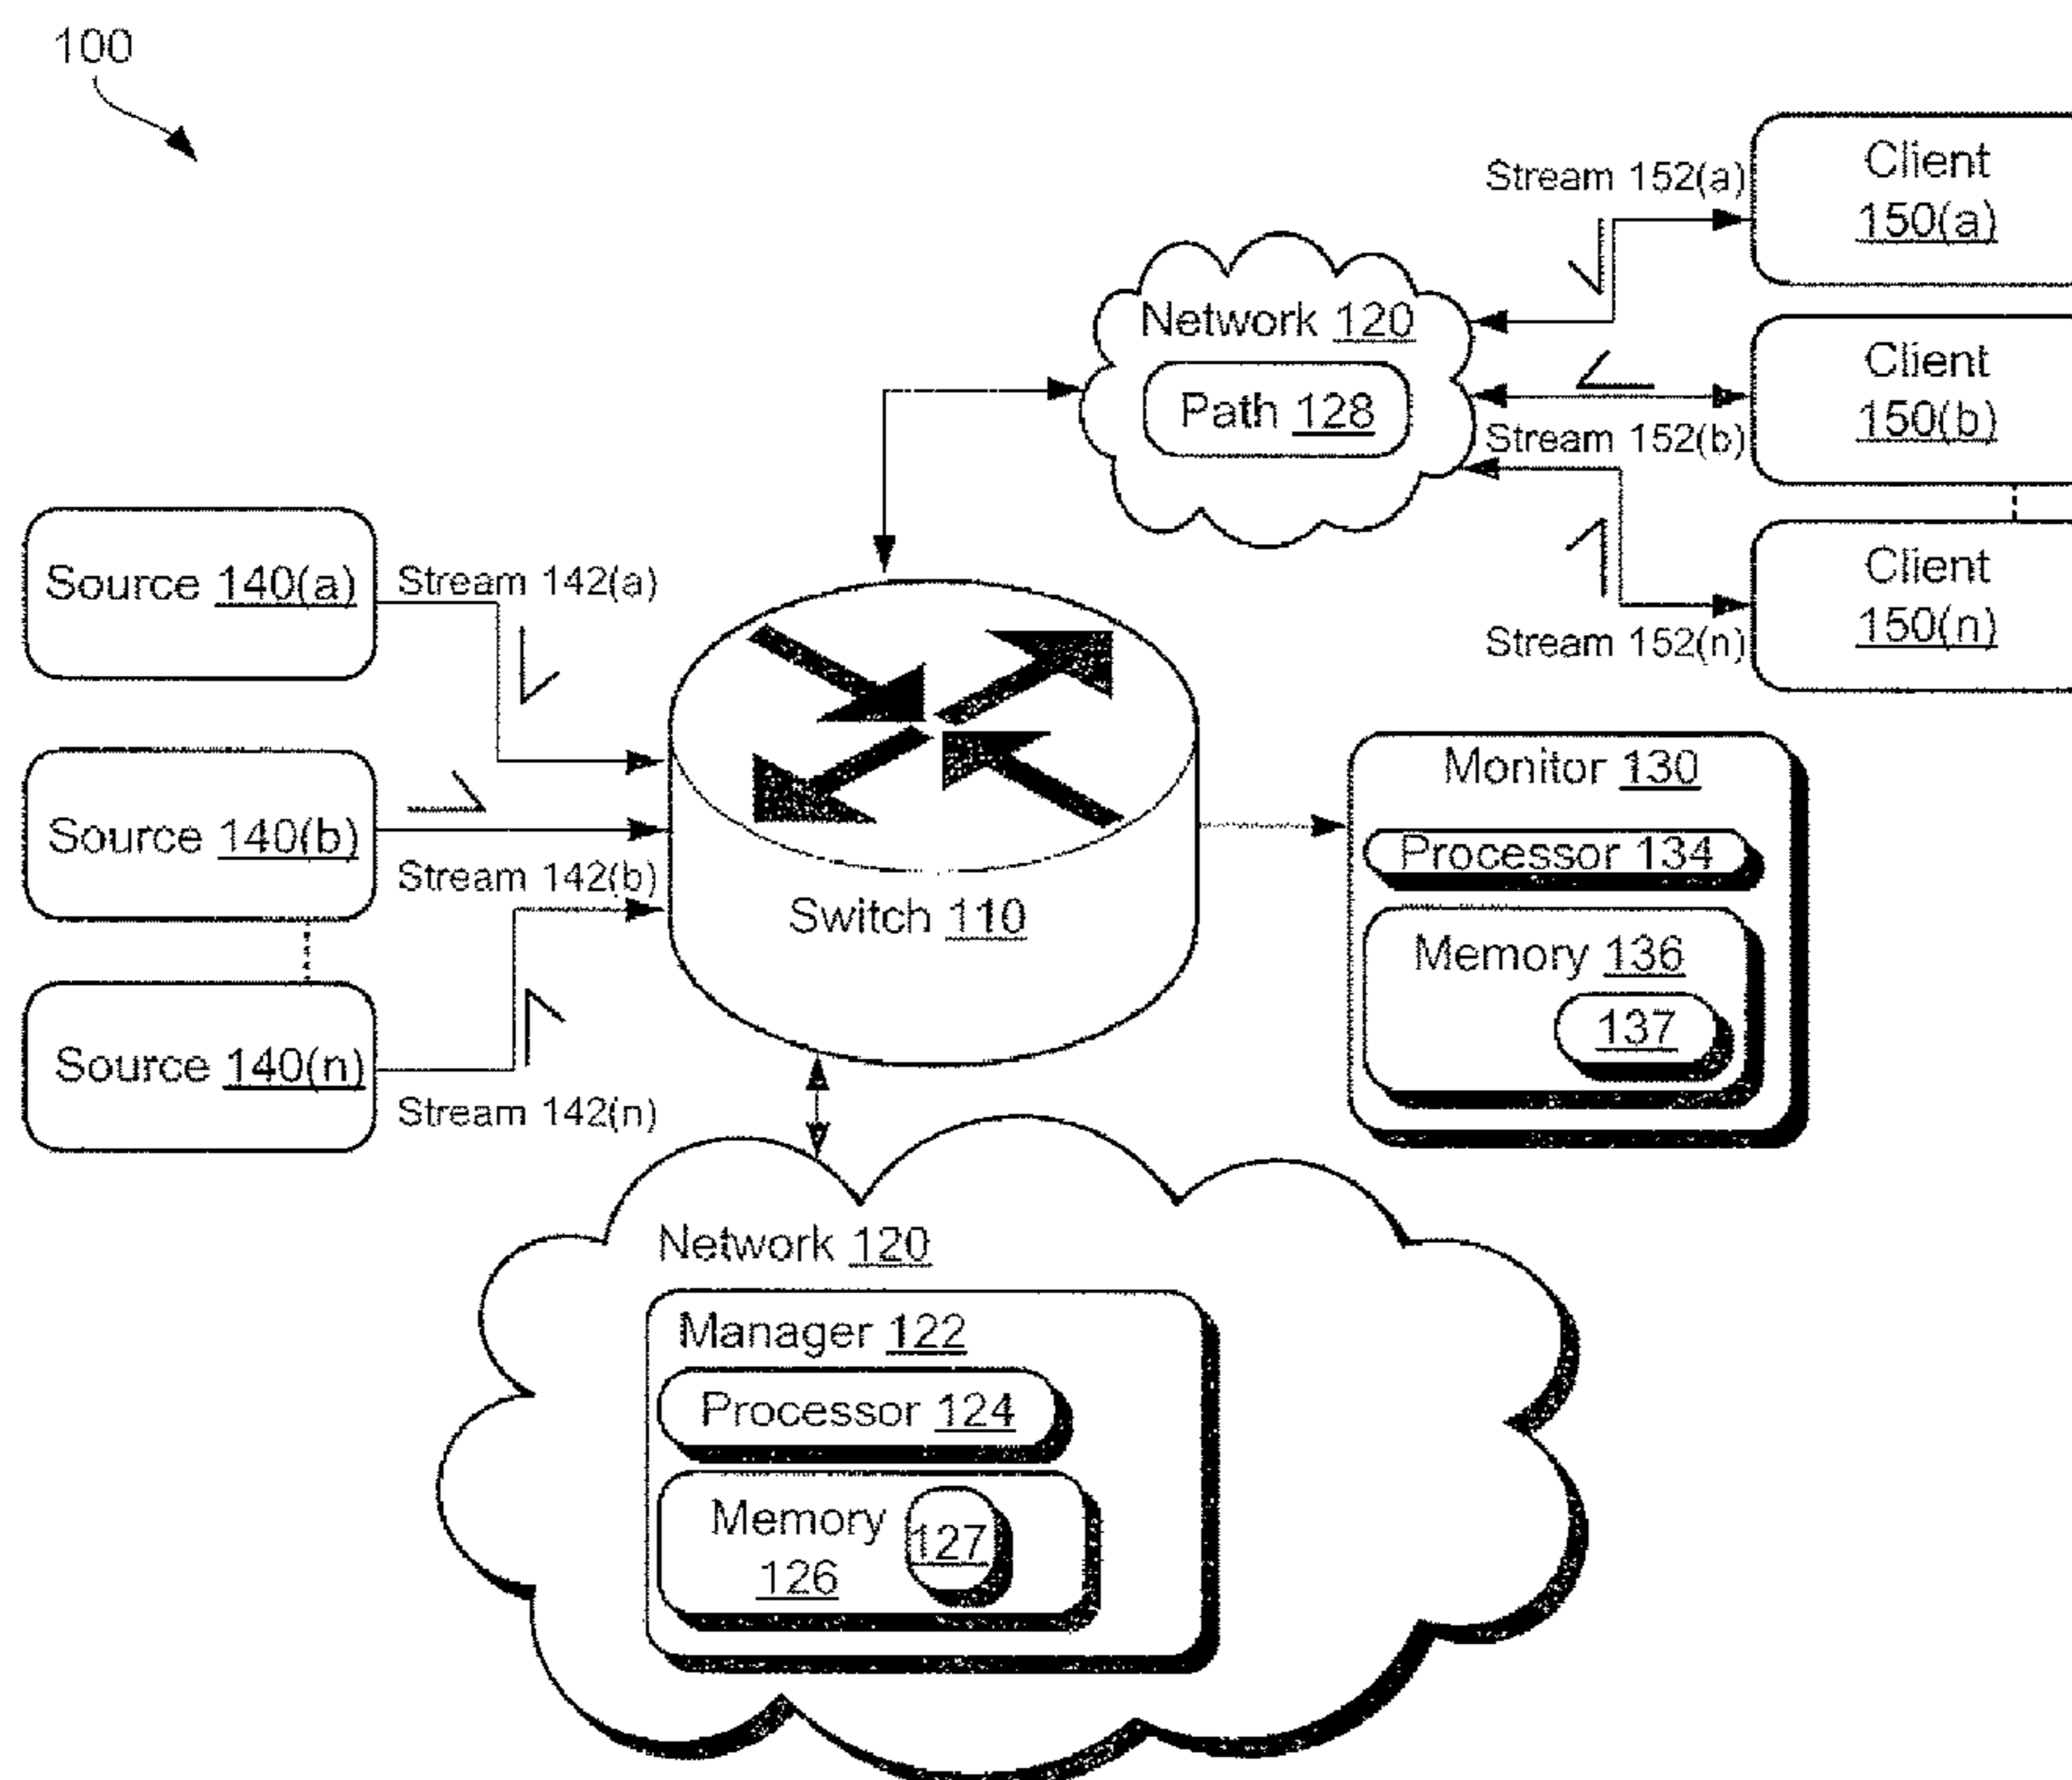 100
Stream 152(a)
Client
150(a)
Network 120
Path 128
Client
150(b)
Stream 152(b)
Client
150(n)
Stream 152(n)
Source 140(a)
Stream 142(a)
Source 140(b)
Stream 142(b)
Source 140(n)
Stream 142(n)
Switch 110
Monitor 130
Processor 134
Memory 136
137
Network 120
Manager 122
Processor 124
Memory
126
127